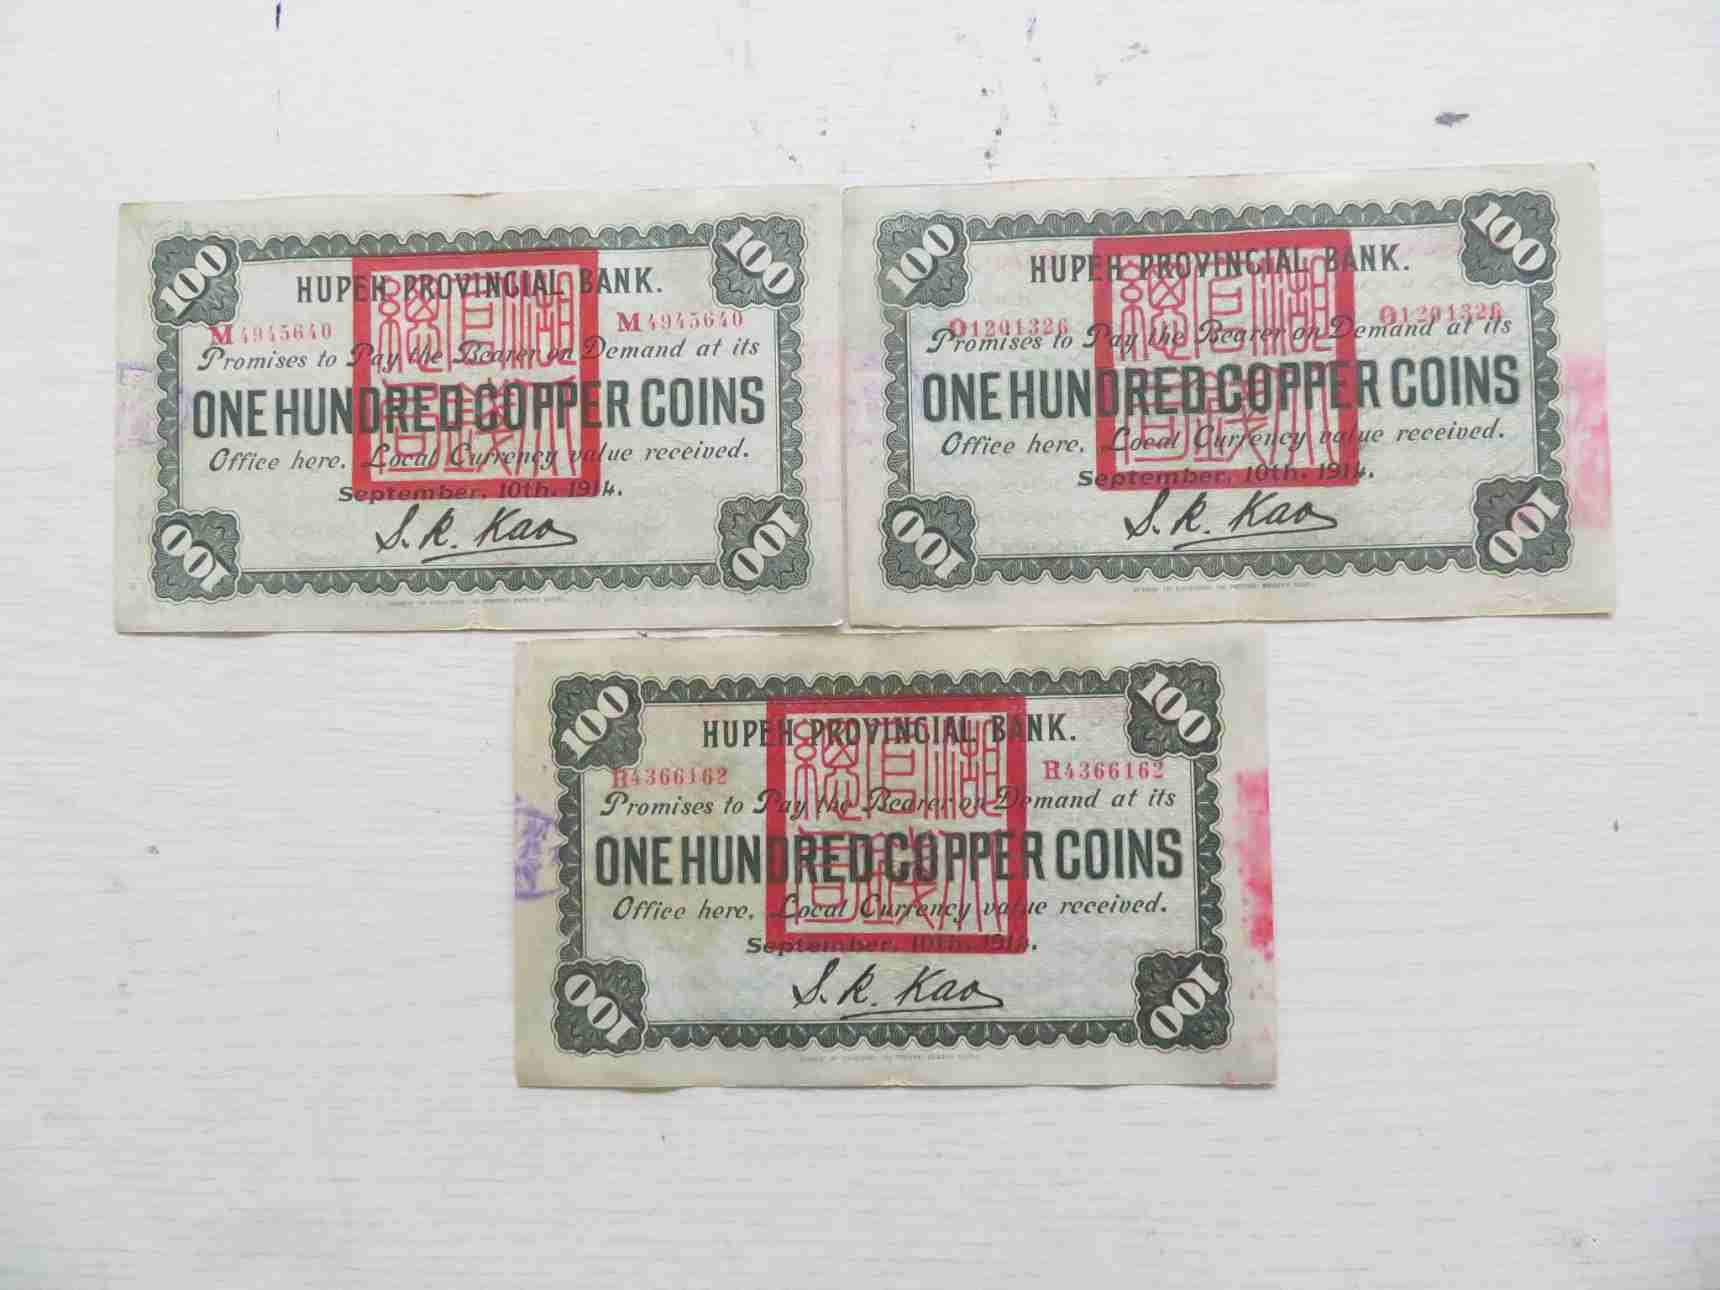 100 100
HUPEH PROVINCIAL BANK.
M4945640 M4945640
Promises to Pay the Bearer on Demand at its
ONE HUNDRED COPPER COINS
Office here. Local Currency value received.
September. 10th. 1914.
S. R. Kao
100 100
100 100
HUPEH PROVINCIAL BANK.
O1201326 O1201326
Promises to Pay the Bearer on Demand at its
ONE HUNDRED COPPER COINS
Office here. Local Currency value received.
September. 10th. 1914.
S. R. Kao
100 100
100 100
HUPEH PROVINCIAL BANK.
R4366162 R4366162
Promises to Pay the Bearer on Demand at its
ONE HUNDRED COPPER COINS
Office here. Local Currency value received.
September. 10th. 1914.
S. R. Kao
100 100